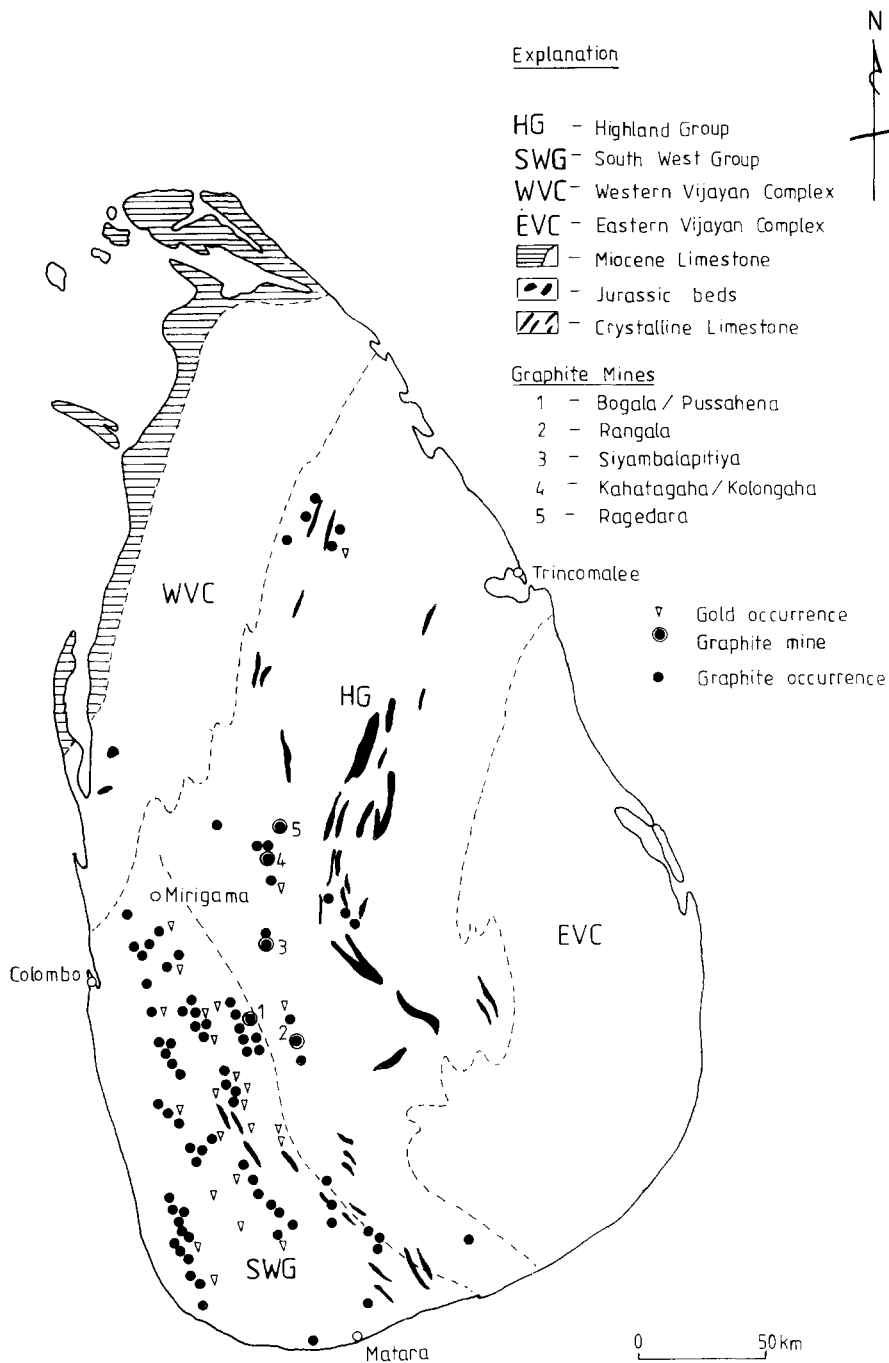 N
Explanation
HG - Highland Group
SWG - South West Group
WVC - Western Vijayan Complex
EVC - Eastern Vijayan Complex
- Miocene Limestone
- Jurassic beds
- Crystalline Limestone
Graphite Mines
1 - Bogala / Pussahena
2 - Rangala
3 - Siyambalapitiya
4 - Kahatagaha / Kolongaha
5 - Ragedara
Trincomalee
WVC
Gold occurrence
Graphite mine
Graphite occurrence
HG
5
4
Mirigama
3
EVC
Colombo
1
2
SWG
Matara
0 50 km